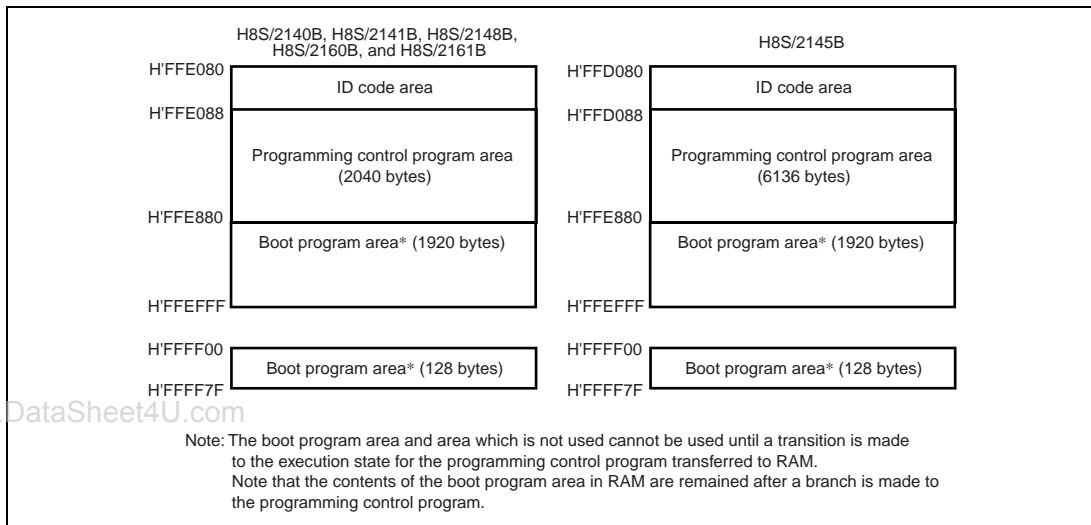 H8S/2140B, H8S/2141B, H8S/2148B,
H8S/2160B, and H8S/2161B
H'FFE080
ID code area
H'FFE088
Programming control program area
(2040 bytes)
H'FFE880
Boot program area* (1920 bytes)
H'FFEFFF
H'FFFF00
Boot program area* (128 bytes)
H'FFFF7F
H8S/2145B
H'FFD080
ID code area
H'FFD088
Programming control program area
(6136 bytes)
H'FFE880
Boot program area* (1920 bytes)
H'FFEFFF
H'FFFF00
Boot program area* (128 bytes)
H'FFFF7F
.DataSheet4U.com
Note: The boot program area and area which is not used cannot be used until a transition is made
to the execution state for the programming control program transferred to RAM.
Note that the contents of the boot program area in RAM are remained after a branch is made to
the programming control program.